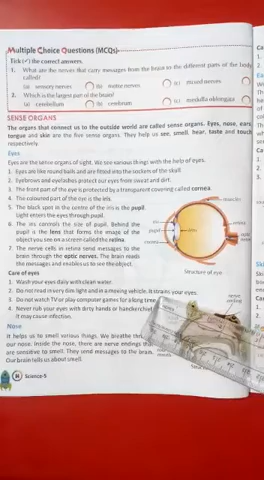 Multiple Choice Questions (MCQs)
Tick (✓) the correct answers.
1. What are the nerves that carry messages from the brain to the different parts of the body called?
(a) sensory nerves (b) motor nerves (c) mixed nerves
2. Which is the largest part of the brain?
(a) cerebellum (b) cerebrum (c) medulla oblongata
SENSE ORGANS
The organs that connect us to the outside world are called sense organs. Eyes, nose, ears,
tongue and skin are the five sense organs. They help us see, smell, hear, taste and touch
respectively.
Eyes
Eyes are the sense organs of sight. We see various things with the help of eyes.
1. Eyes are the round balls and are fitted into the sockets of the skull.
2. Eyebrows and eyelashes protect our eyes from sweat and dirt.
3. The front part of the eye is protected by a transparent covering called cornea.
4. The coloured part of the eye is the iris.
5. The black spot in the centre of the iris is the pupil.
Light enters the eyes through pupil.
6. The iris controls the size of pupil. Behind the
pupil is the lens that forms the image of the
object you see on a screen called the retina.
7. The nerve cells in retina send messages to the
brain through the optic nerves. The brain reads
the messages and enables us to see the object.
iris
pupil
cornea
lens
retina
Structure of eye
Care of eyes
1. Wash your eyes daily with clean water.
2. Do not read in very dim light and in a moving vehicle. It strains your eyes.
3. Do not watch TV or play computer games for a long time.
4. Never rub your eyes with dirty hands or handkerchief
It may cause infection.
nerve
Nose
It helps us to smell various things. We breathe
our nose. Inside the nose, there are nerve endings
are sensitive to smell. They send messages to the brain.
Our brain tells us about smell.
Science-5